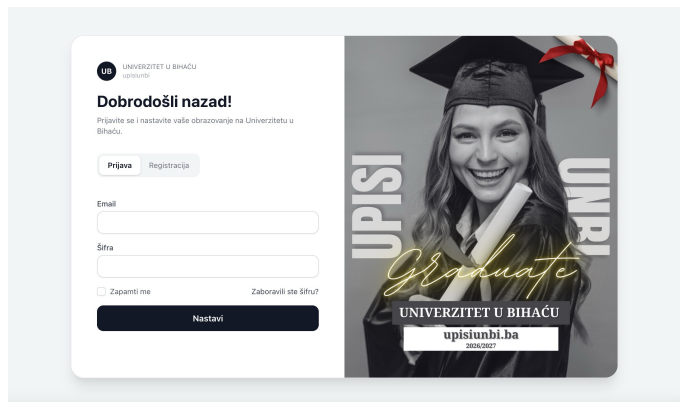 UB
UNIVERZITET U BIHAĆU
upisiunbi
Dobrodošli nazad!
Prijavite se i nastavite vaše obrazovanje na Univerzitetu u
Bihaću.
Prijava Registracija
Email
Šifra
Zapamti me Zaboravili ste šifru?
Nastavi
UPISI
UNBI
Graduate
UNIVERZITET U BIHAĆU
upisiunbi.ba
2026/2027